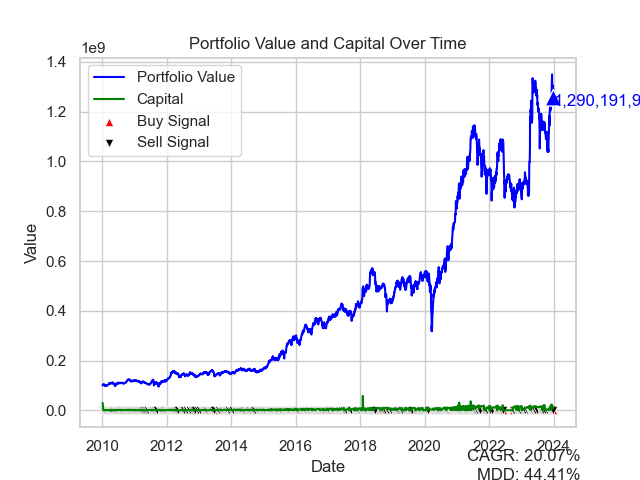 Portfolio Value and Capital Over Time
1e9
1.4
1.2
1.0
0.8
0.6
0.4
0.2
0.0
Value
Portfolio Value
Capital
Buy Signal
Sell Signal
1,290,191,9
2010 2012 2014 2016 2018 2020 2022 2024
Date
CAGR: 20.07%
MDD: 44.41%